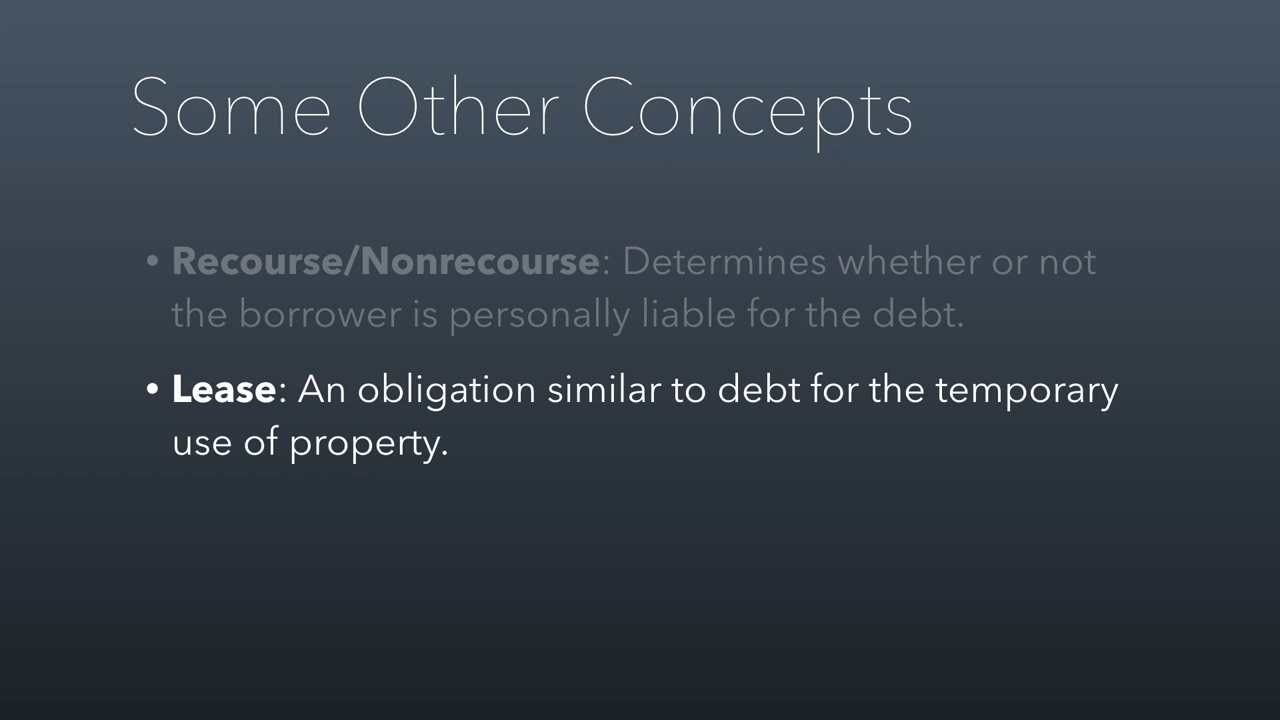 Some Other Concepts
• Recourse/Nonrecourse: Determines whether or not
the borrower is personally liable for the debt.
• Lease: An obligation similar to debt for the temporary
use of property.